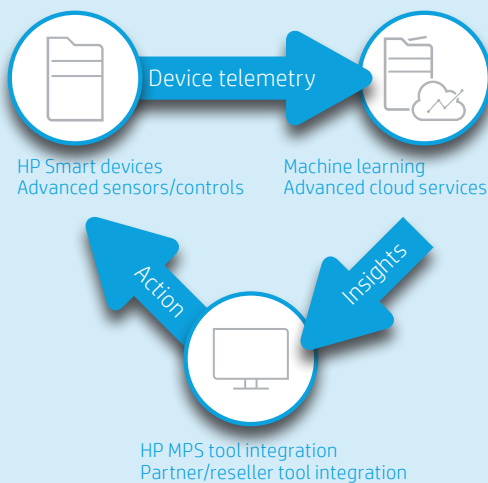 Device telemetry
HP Smart devices
Advanced sensors/controls
Machine learning
Advanced cloud services
Action
Insights
HP MPS tool integration
Partner/reseller tool integration